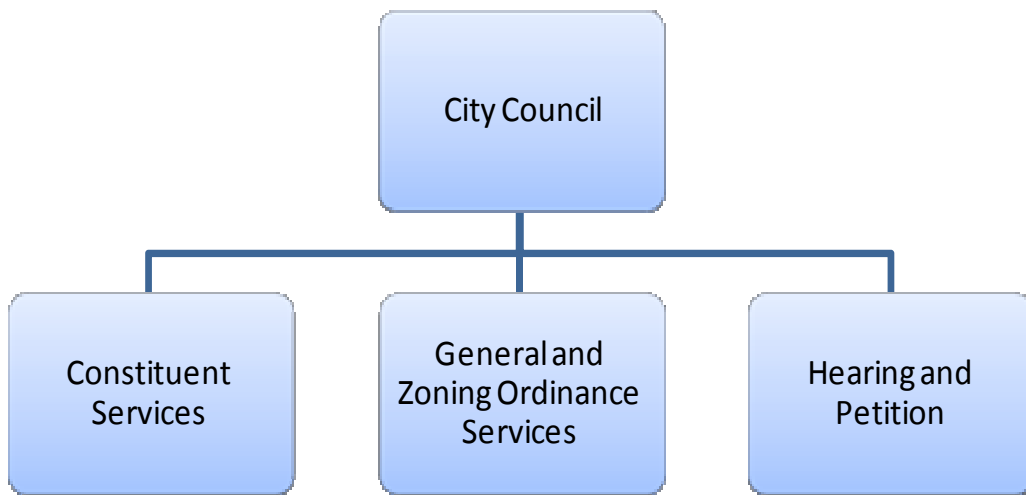 City Council
Constituent
Services
General and
Zoning Ordinance
Services
Hearing and
Petition